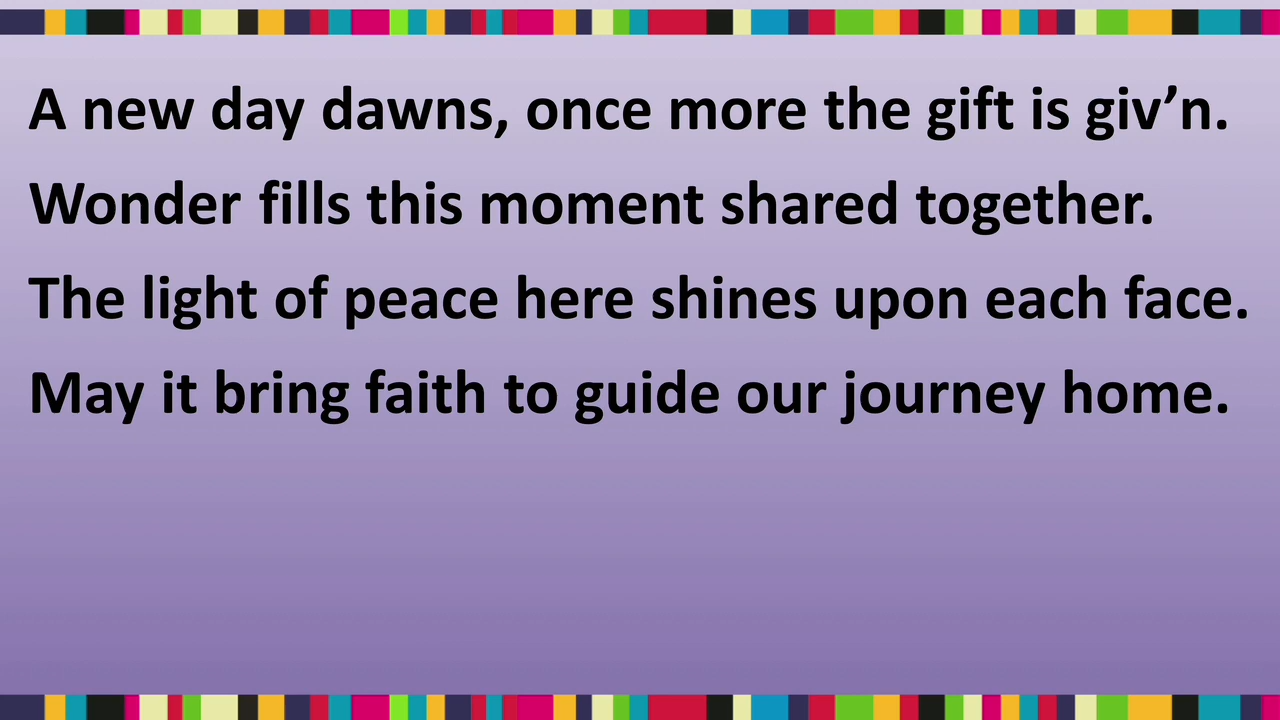 A new day dawns, once more the gift is giv’n.
Wonder fills this moment shared together.
The light of peace here shines upon each face.
May it bring faith to guide our journey home.